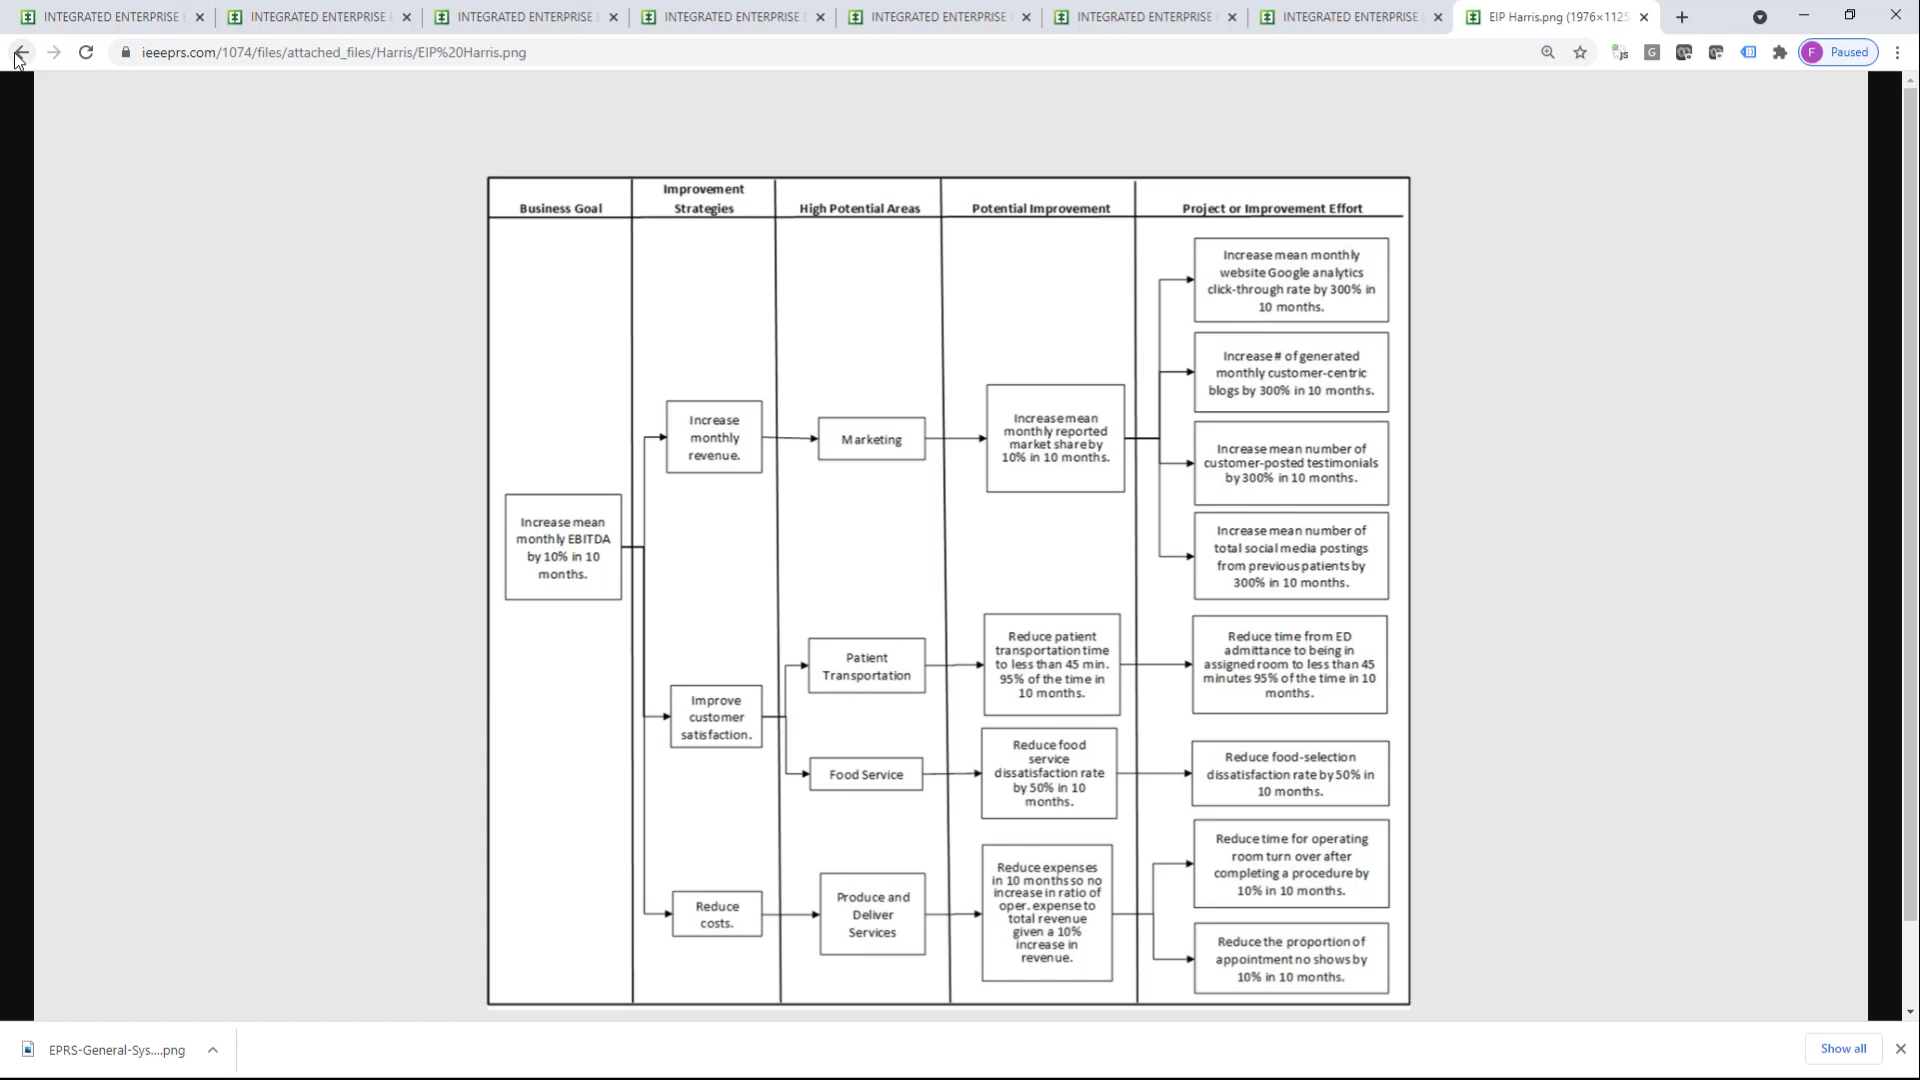 INTEGRATED ENTERPRISE
INTEGRATED ENTERPRISE
INTEGRATED ENTERPRISE
INTEGRATED ENTERPRISE
INTEGRATED ENTERPRISE
INTEGRATED ENTERPRISE
INTEGRATED ENTERPRISE
EIP Harris.png (1976×1125
ieeeprs.com/1074/files/attached_files/Harris/EIP%20Harris.png
F Paused
Business Goal
Improvement
Strategies
High Potential Areas
Potential Improvement
Project or Improvement Effort
Increase mean
monthly EBITDA
by 10% in 10
months.
Increase
monthly
revenue.
Marketing
Increase mean
monthly reported
market share by
10% in 10 months.
Increase mean monthly
website Google analytics
click-through rate by 300% in
10 months.
Increase # of generated
monthly customer-centric
blogs by 300% in 10 months.
Increase mean number of
customer-posted testimonials
by 300% in 10 months.
Increase mean number of
total social media postings
from previous patients by
300% in 10 months.
Improve
customer
satisfaction.
Patient
Transportation
Reduce patient
transportation time
to less than 45 min.
95% of the time in
10 months.
Reduce time from ED
admittance to being in
assigned room to less than 45
minutes 95% of the time in 10
months.
Food Service
Reduce food
service
dissatisfaction rate
by 50% in 10
months.
Reduce food-selection
dissatisfaction rate by 50% in
10 months.
Reduce
costs.
Produce and
Deliver
Services
Reduce expenses
in 10 months so no
increase in ratio of
oper. expense to
total revenue
given a 10%
increase in
revenue.
Reduce time for operating
room turn over after
completing a procedure by
10% in 10 months.
Reduce the proportion of
appointment no shows by
10% in 10 months.
EPRS-General-Sys....png
Show all